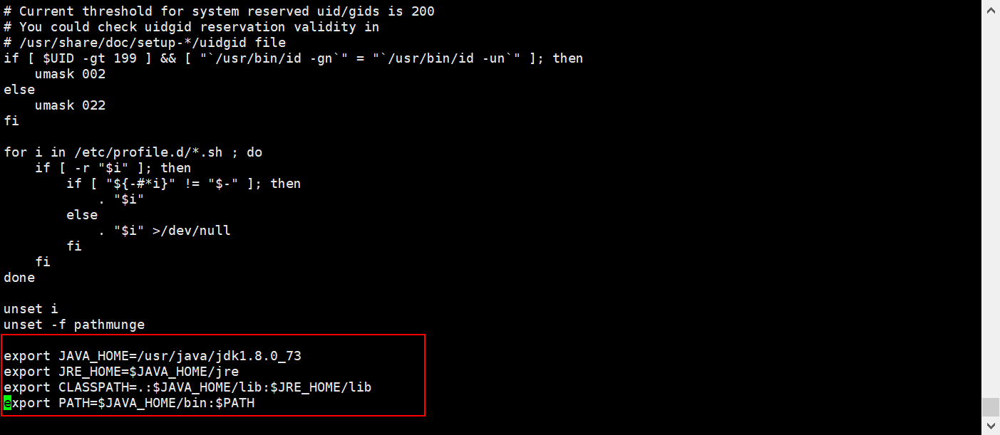 # Current threshold for system reserved uid/gids is 200
# You could check uidgid reservation validity in
# /usr/share/doc/setup-*/uidgid file
if [ $UID -gt 199 ] && [ "`/usr/bin/id -gn`" = "`/usr/bin/id -un`" ]; then
    umask 002
else
    umask 022
fi

for i in /etc/profile.d/*.sh ; do
    if [ -r "$i" ]; then
        if [ "${-#*i}" != "$-" ]; then
            . "$i"
        else
            . "$i" >/dev/null
        fi
    fi
done

unset i
unset -f pathmunge

export JAVA_HOME=/usr/java/jdk1.8.0_73
export JRE_HOME=$JAVA_HOME/jre
export CLASSPATH=.:$JAVA_HOME/lib:$JRE_HOME/lib
export PATH=$JAVA_HOME/bin:$PATH